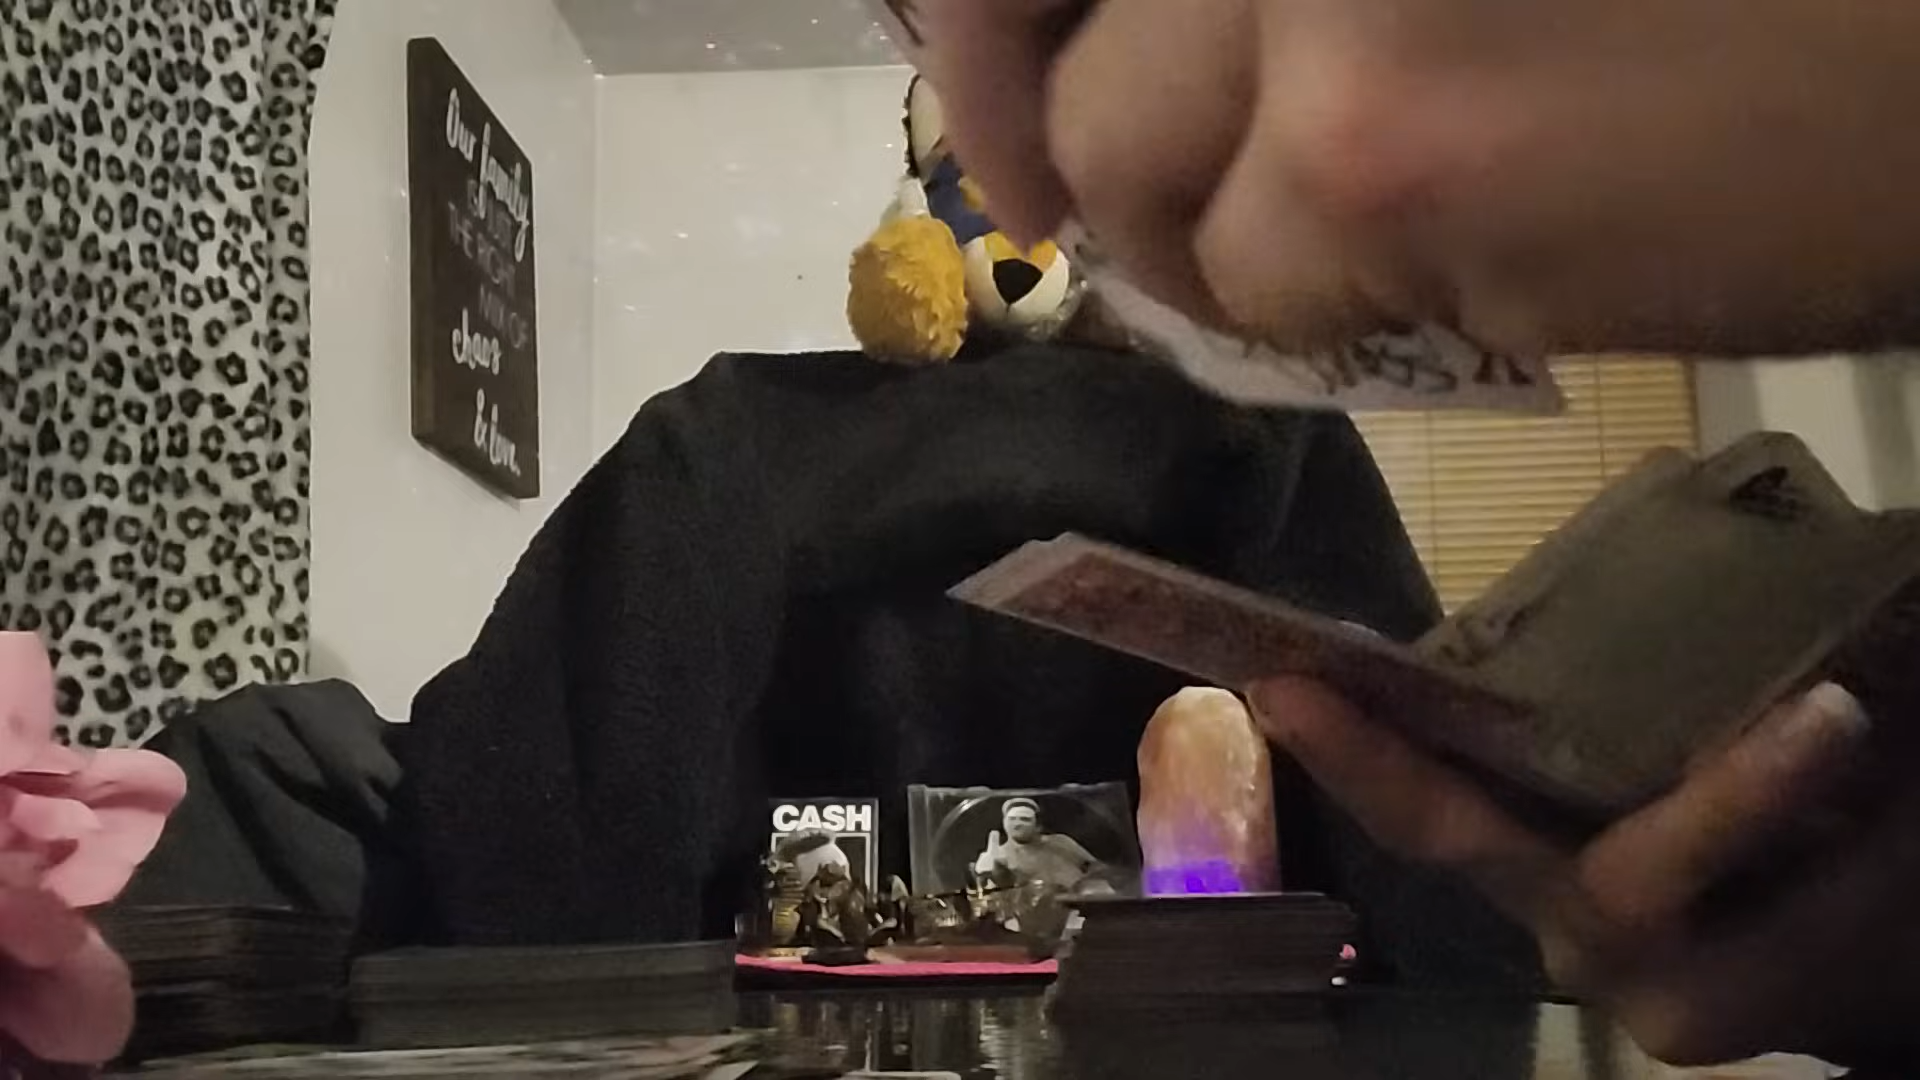 Our family
IS JUST
THE RIGHT
MIX OF
chaos
& love.
CASH